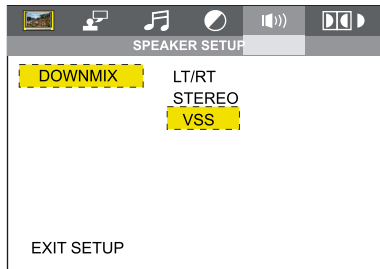 SPEAKER SETUP
DOWNMIX
LT/RT
STEREO
VSS
EXIT SETUP